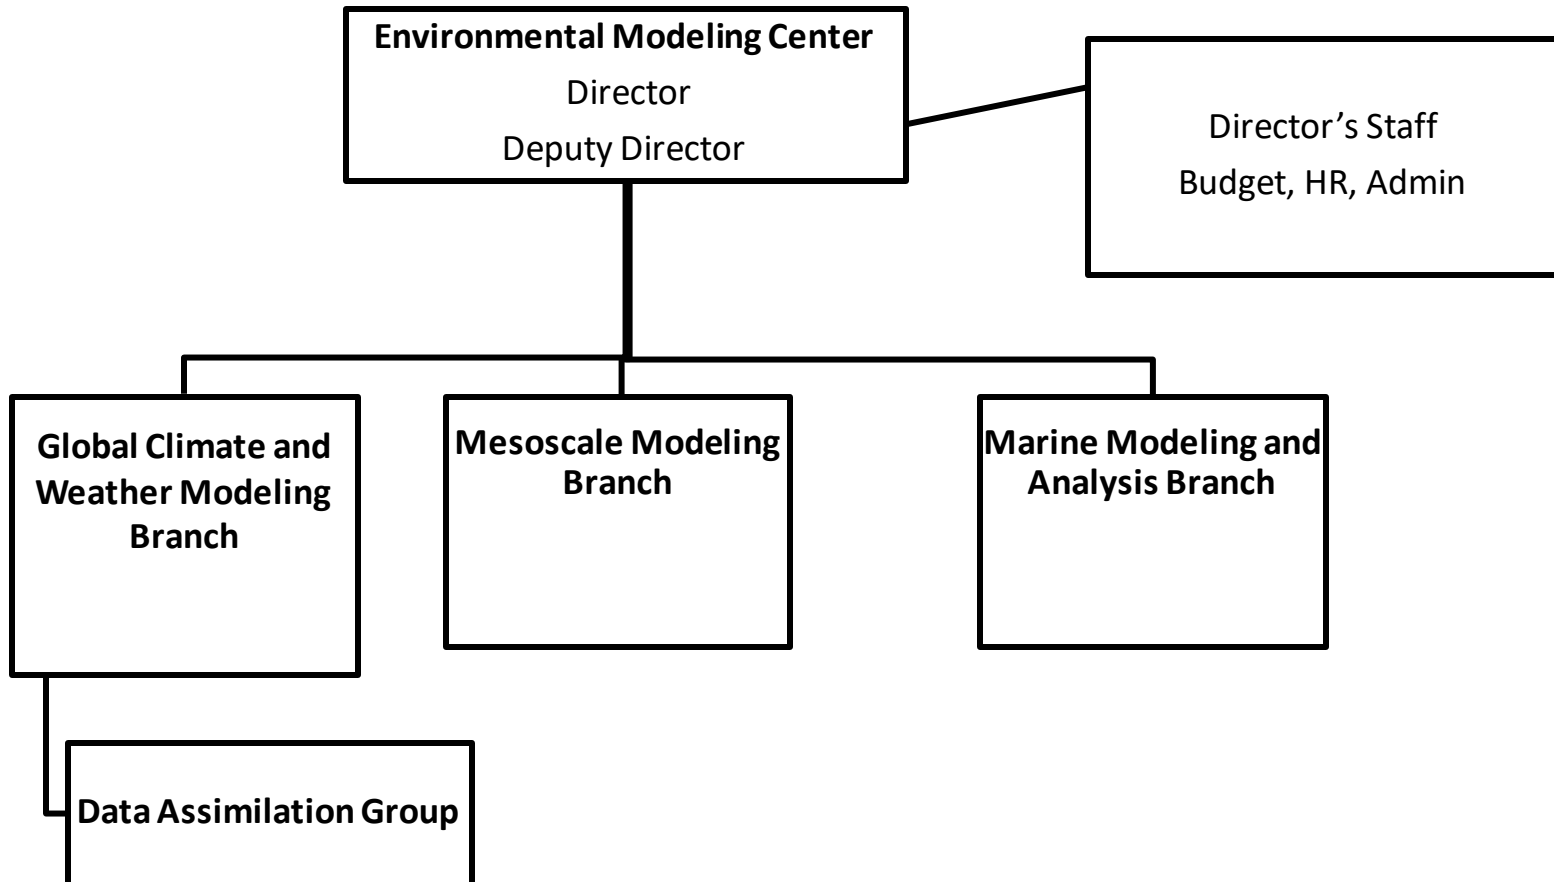 Environmental Modeling Center
Director
Deputy Director
Director’s Staff
Budget, HR, Admin
Global Climate and
Weather Modeling
Branch
Mesoscale Modeling
Branch
Marine Modeling and
Analysis Branch
Data Assimilation Group